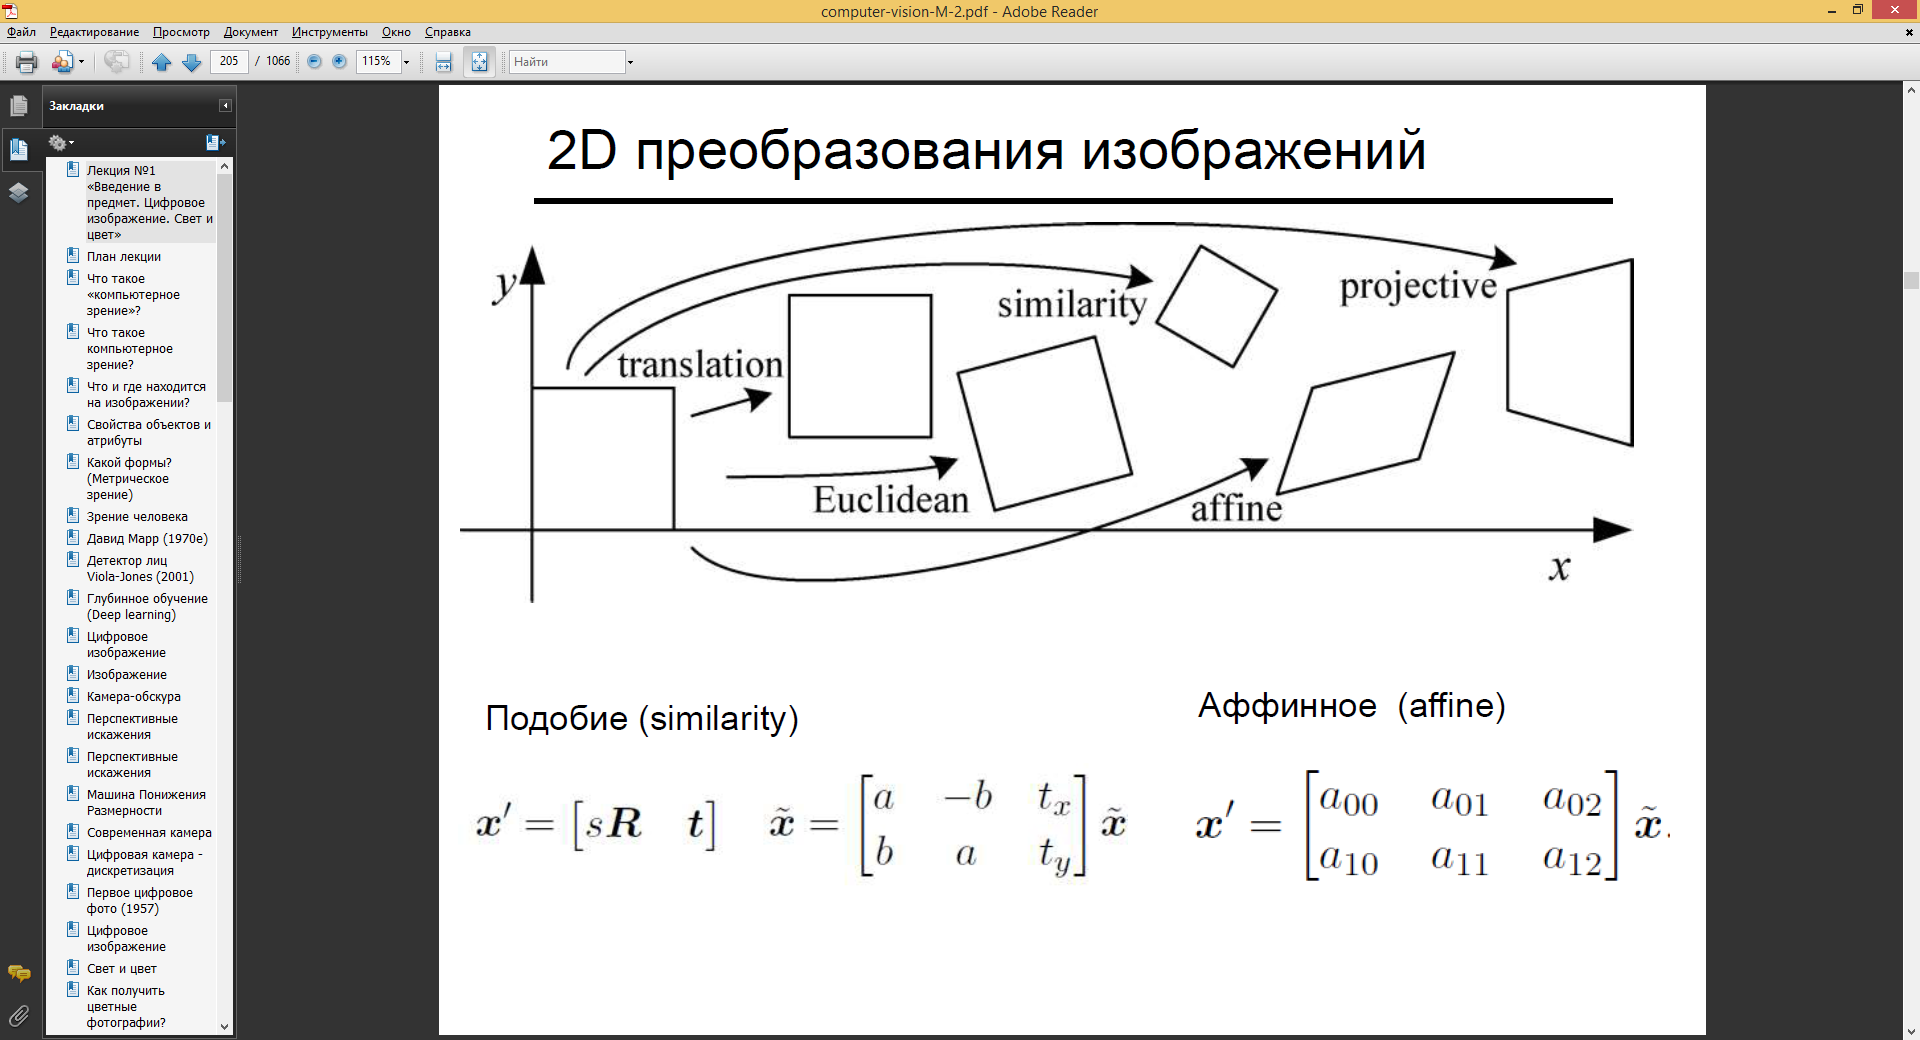 computer-vision-M-2.pdf - Adobe Reader
Файл Редактирование Просмотр Документ Инструменты Окно Справка
205 / 1066 115% Найти
Закладки
Лекция №1
«Введение в
предмет. Цифровое
изображение. Свет и
цвет»
План лекции
Что такое
«компьютерное
зрение»?
Что такое
компьютерное
зрение?
Что и где находится
на изображении?
Свойства объектов и
атрибуты
Какой формы?
(Метрическое
зрение)
Зрение человека
Давид Марр (1970е)
Детектор лиц
Viola-Jones (2001)
Глубинное обучение
(Deep learning)
Цифровое
изображение
Изображение
Камера-обскура
Перспективные
искажения
Перспективные
искажения
Машина Понижения
Размерности
Современная камера
Цифровая камера -
дискретизация
Первое цифровое
фото (1957)
Цифровое
изображение
Свет и цвет
Как получить
цветные
фотографии?
2D преобразования изображений
y
similarity
projective
translation
Euclidean
affine
x
Подобие (similarity)
Аффинное (affine)
x′ = [sR t] x̃ = [a −b t_x; b a t_y] x̃
x′ = [a₀₀ a₀₁ a₀₂; a₁₀ a₁₁ a₁₂] x̃.